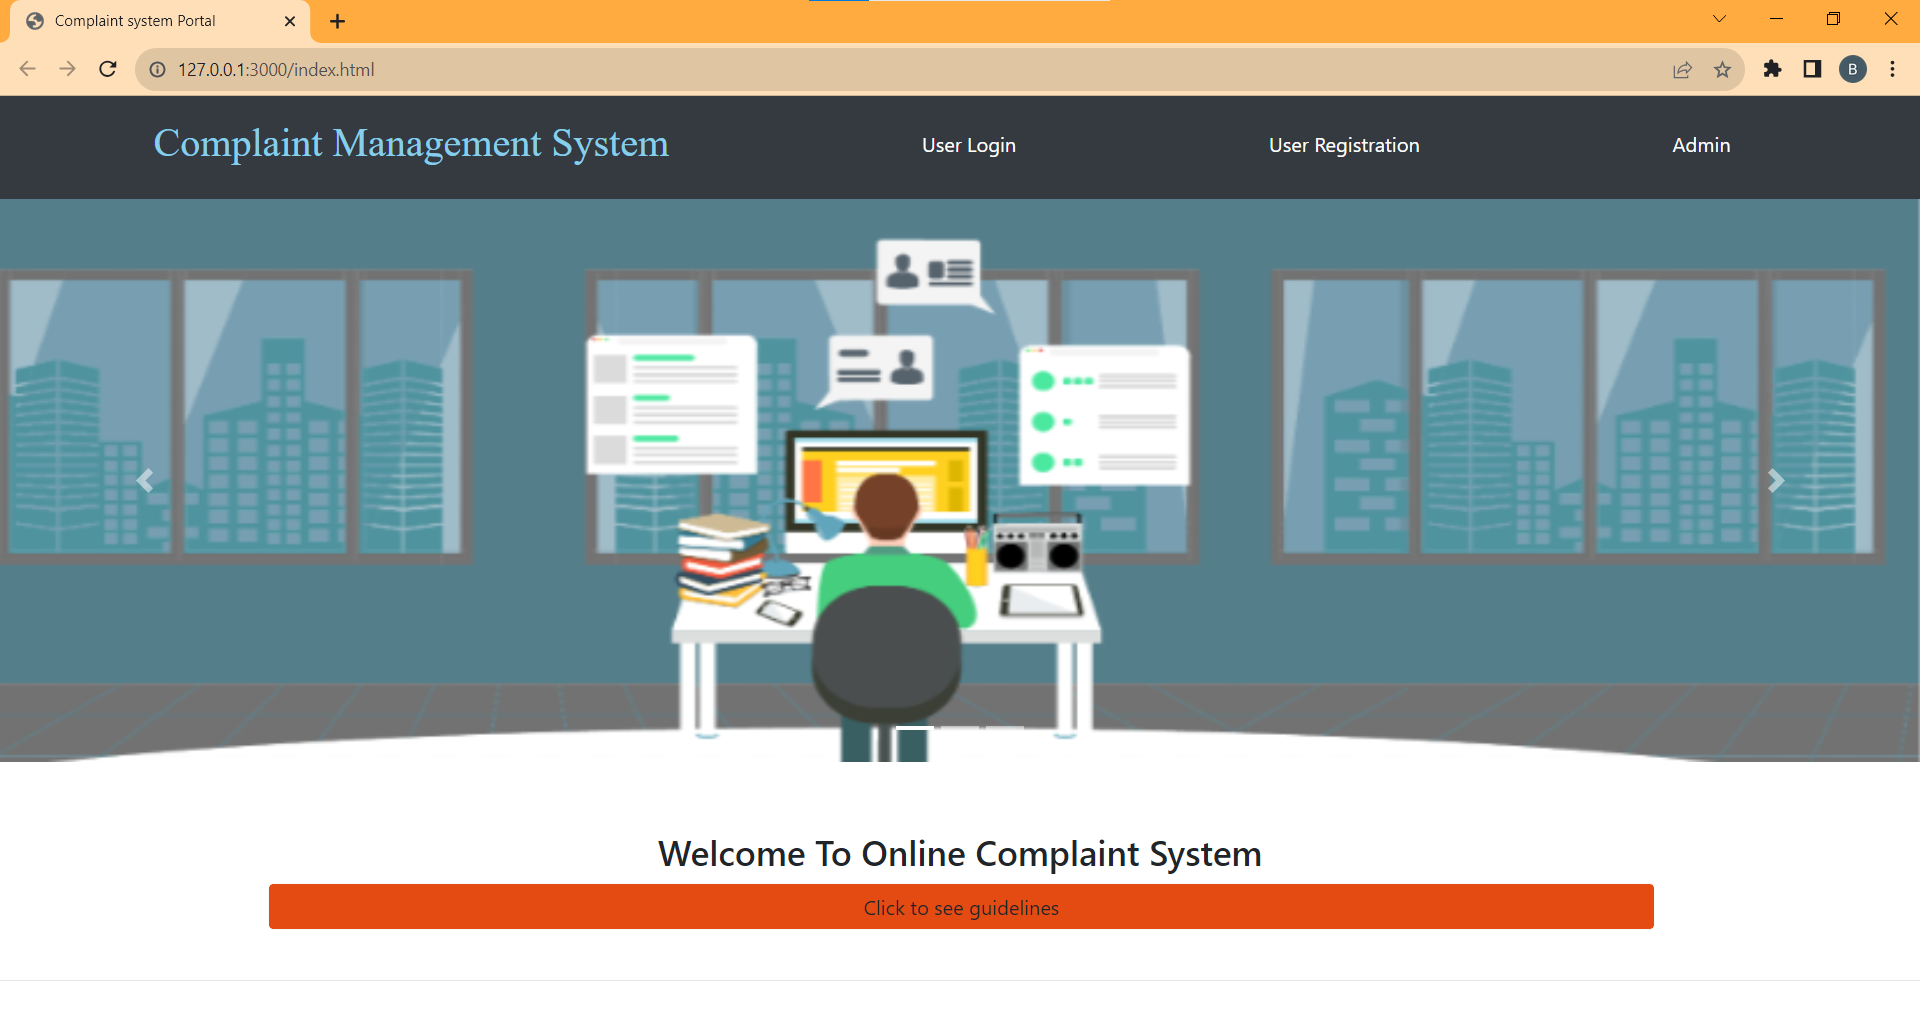 Complaint system Portal
127.0.0.1:3000/index.html
B
Complaint Management System
User Login
User Registration
Admin
Welcome To Online Complaint System
Click to see guidelines